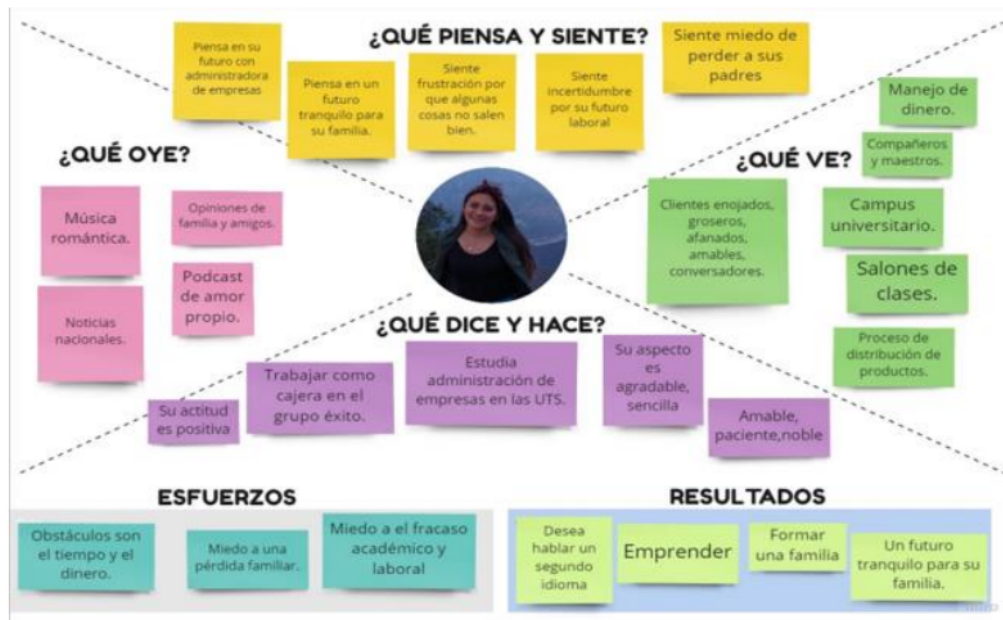 ¿QUÉ PIENSA Y SIENTE?
Piensa en su
futuro con
administradora
de empresas
Piensa en un
futuro
tranquilo para
su familia.
Siente
frustración por
que algunas
cosas no salen
bien.
Siente
incertidumbre
por su futuro
laboral
Siente miedo de
perder a sus
padres
¿QUÉ OYE?
Música
romántica.
Opiniones de
familia y amigos.
Noticias
nacionales.
Podcast
de amor
propio.
¿QUÉ VE?
Manejo de
dinero.
Compañeros
y maestros.
Clientes enojados,
groseros,
afanados,
amables,
conversadores.
Campus
universitario.
Salones de
clases.
Proceso de
distribución de
productos.
¿QUÉ DICE Y HACE?
Su actitud
es positiva
Trabajar como
cajera en el
grupo éxito.
Estudia
administración de
empresas en las UTS.
Su aspecto
es
agradable,
sencilla
Amable,
paciente,noble
ESFUERZOS
Obstáculos son
el tiempo y el
dinero.
Miedo a una
pérdida familiar.
Miedo a el fracaso
académico y
laboral
RESULTADOS
Desea
hablar un
segundo
idioma
Emprender
Formar
una familia
Un futuro
tranquilo para su
familia.